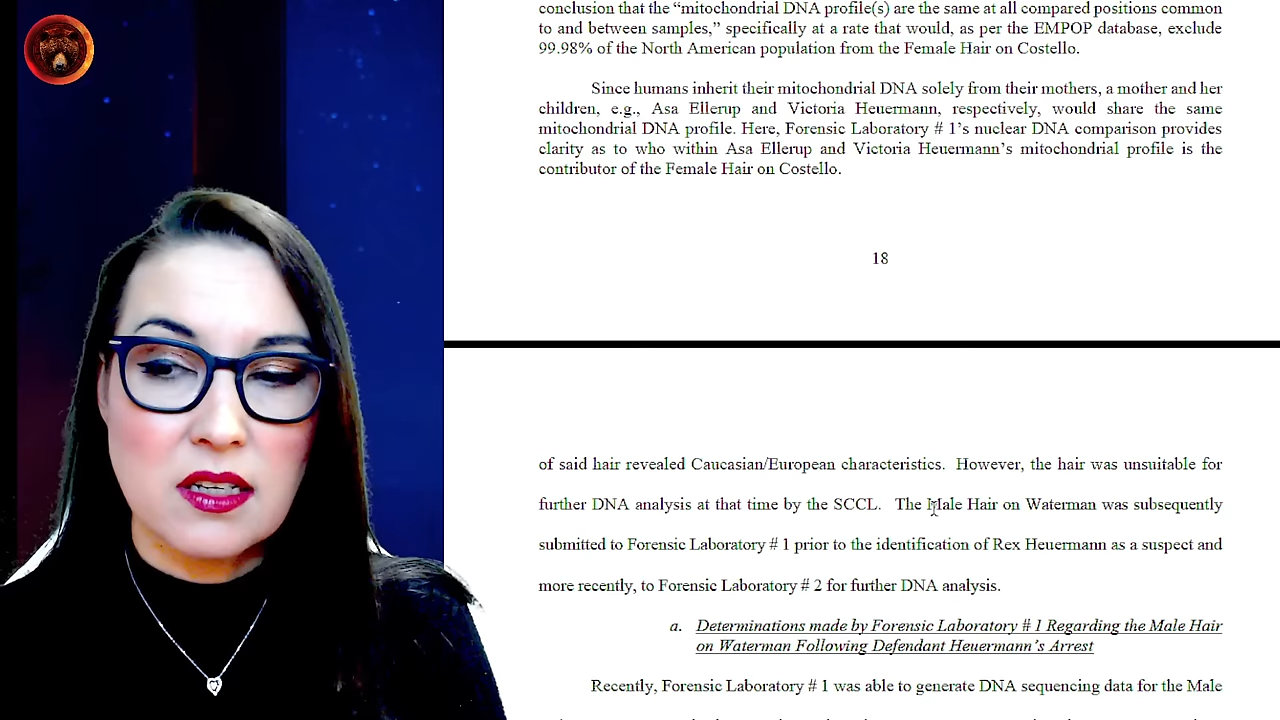 conclusion that the “mitochondrial DNA profile(s) are the same at all compared positions common
to and between samples,” specifically at a rate that would, as per the EMPOP database, exclude
99.98% of the North American population from the Female Hair on Costello.
Since humans inherit their mitochondrial DNA solely from their mothers, a mother and her
children, e.g., Asa Ellerup and Victoria Heuermann, respectively, would share the same
mitochondrial DNA profile. Here, Forensic Laboratory # 1’s nuclear DNA comparison provides
clarity as to who within Asa Ellerup and Victoria Heuermann’s mitochondrial profile is the
contributor of the Female Hair on Costello.
18
of said hair revealed Caucasian/European characteristics. However, the hair was unsuitable for
further DNA analysis at that time by the SCCL. The Male Hair on Waterman was subsequently
submitted to Forensic Laboratory # 1 prior to the identification of Rex Heuermann as a suspect and
more recently, to Forensic Laboratory # 2 for further DNA analysis.
a. Determinations made by Forensic Laboratory # 1 Regarding the Male Hair
on Waterman Following Defendant Heuermann’s Arrest
Recently, Forensic Laboratory # 1 was able to generate DNA sequencing data for the Male